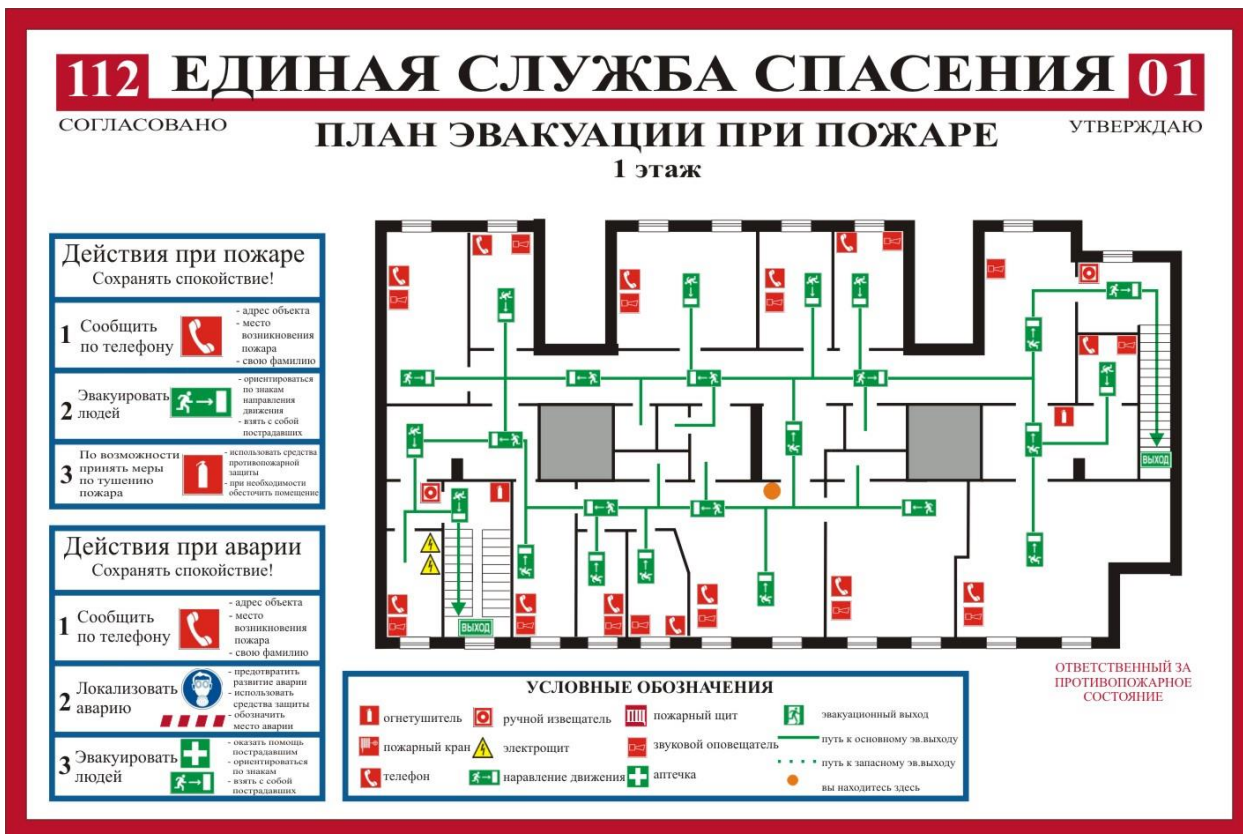 112 ЕДИНАЯ СЛУЖБА СПАСЕНИЯ 01
СОГЛАСОВАНО
УТВЕРЖДАЮ
ПЛАН ЭВАКУАЦИИ ПРИ ПОЖАРЕ
1 этаж
Действия при пожаре
Сохранять спокойствие!
1 Сообщить
по телефону
- адрес объекта
- место
возникновения
пожара
- свою фамилию
2 Эвакуировать
людей
- ориентироваться
по знакам
направления
движения
- взять с собой
пострадавших
3 По возможности
принять меры
по тушению
пожара
- использовать средства
противопожарной
защиты
- при необходимости
обесточить помещение
Действия при аварии
Сохранять спокойствие!
1 Сообщить
по телефону
- адрес объекта
- место
возникновения
пожара
- свою фамилию
2 Локализовать
аварию
- предотвратить
развитие аварии
- использовать
средства защиты
- обозначить
место аварии
3 Эвакуировать
людей
- оказать помощь
пострадавшим
- ориентироваться
по знакам
- взять с собой
пострадавших
ВЫХОД
ВЫХОД
УСЛОВНЫЕ ОБОЗНАЧЕНИЯ
огнетушитель
ручной извещатель
пожарный щит
эвакуационный выход
пожарный кран
электрощит
звуковой оповещатель
путь к основному эв.выходу
телефон
наравление движения
аптечка
путь к запасному эв.выходу
вы находитесь здесь
ОТВЕТСТВЕННЫЙ ЗА
ПРОТИВОПОЖАРНОЕ
СОСТОЯНИЕ